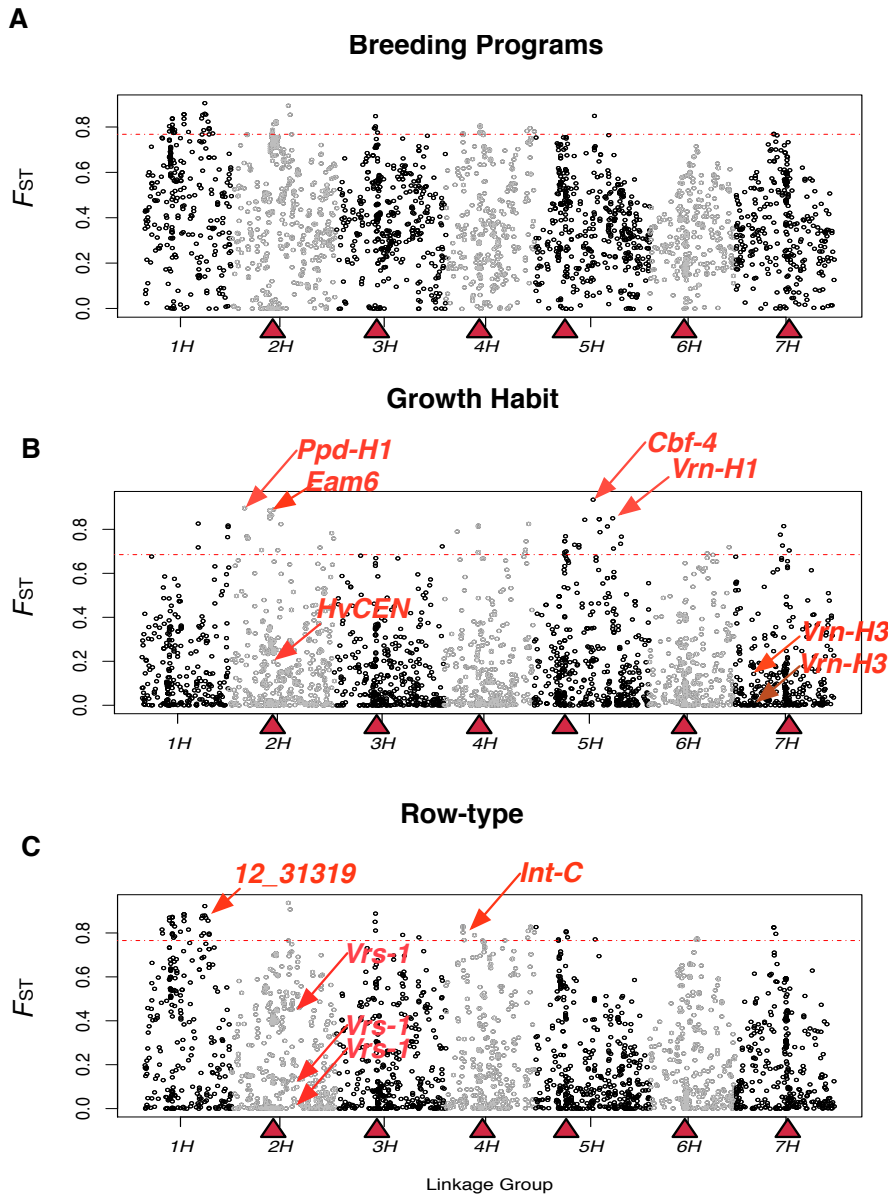 A
Breeding Programs
FST
0.8
0.6
0.4
0.2
0.0
1H 2H 3H 4H 5H 6H 7H
B
Growth Habit
Ppd-H1
Eam6
Cbf-4
Vrn-H1
HvCEN
Vrn-H3
Vrn-H3
FST
0.8
0.6
0.4
0.2
0.0
1H 2H 3H 4H 5H 6H 7H
C
Row-type
12_31319
Int-C
Vrs-1
Vrs-1
Vrs-1
FST
0.8
0.6
0.4
0.2
0.0
1H 2H 3H 4H 5H 6H 7H
Linkage Group